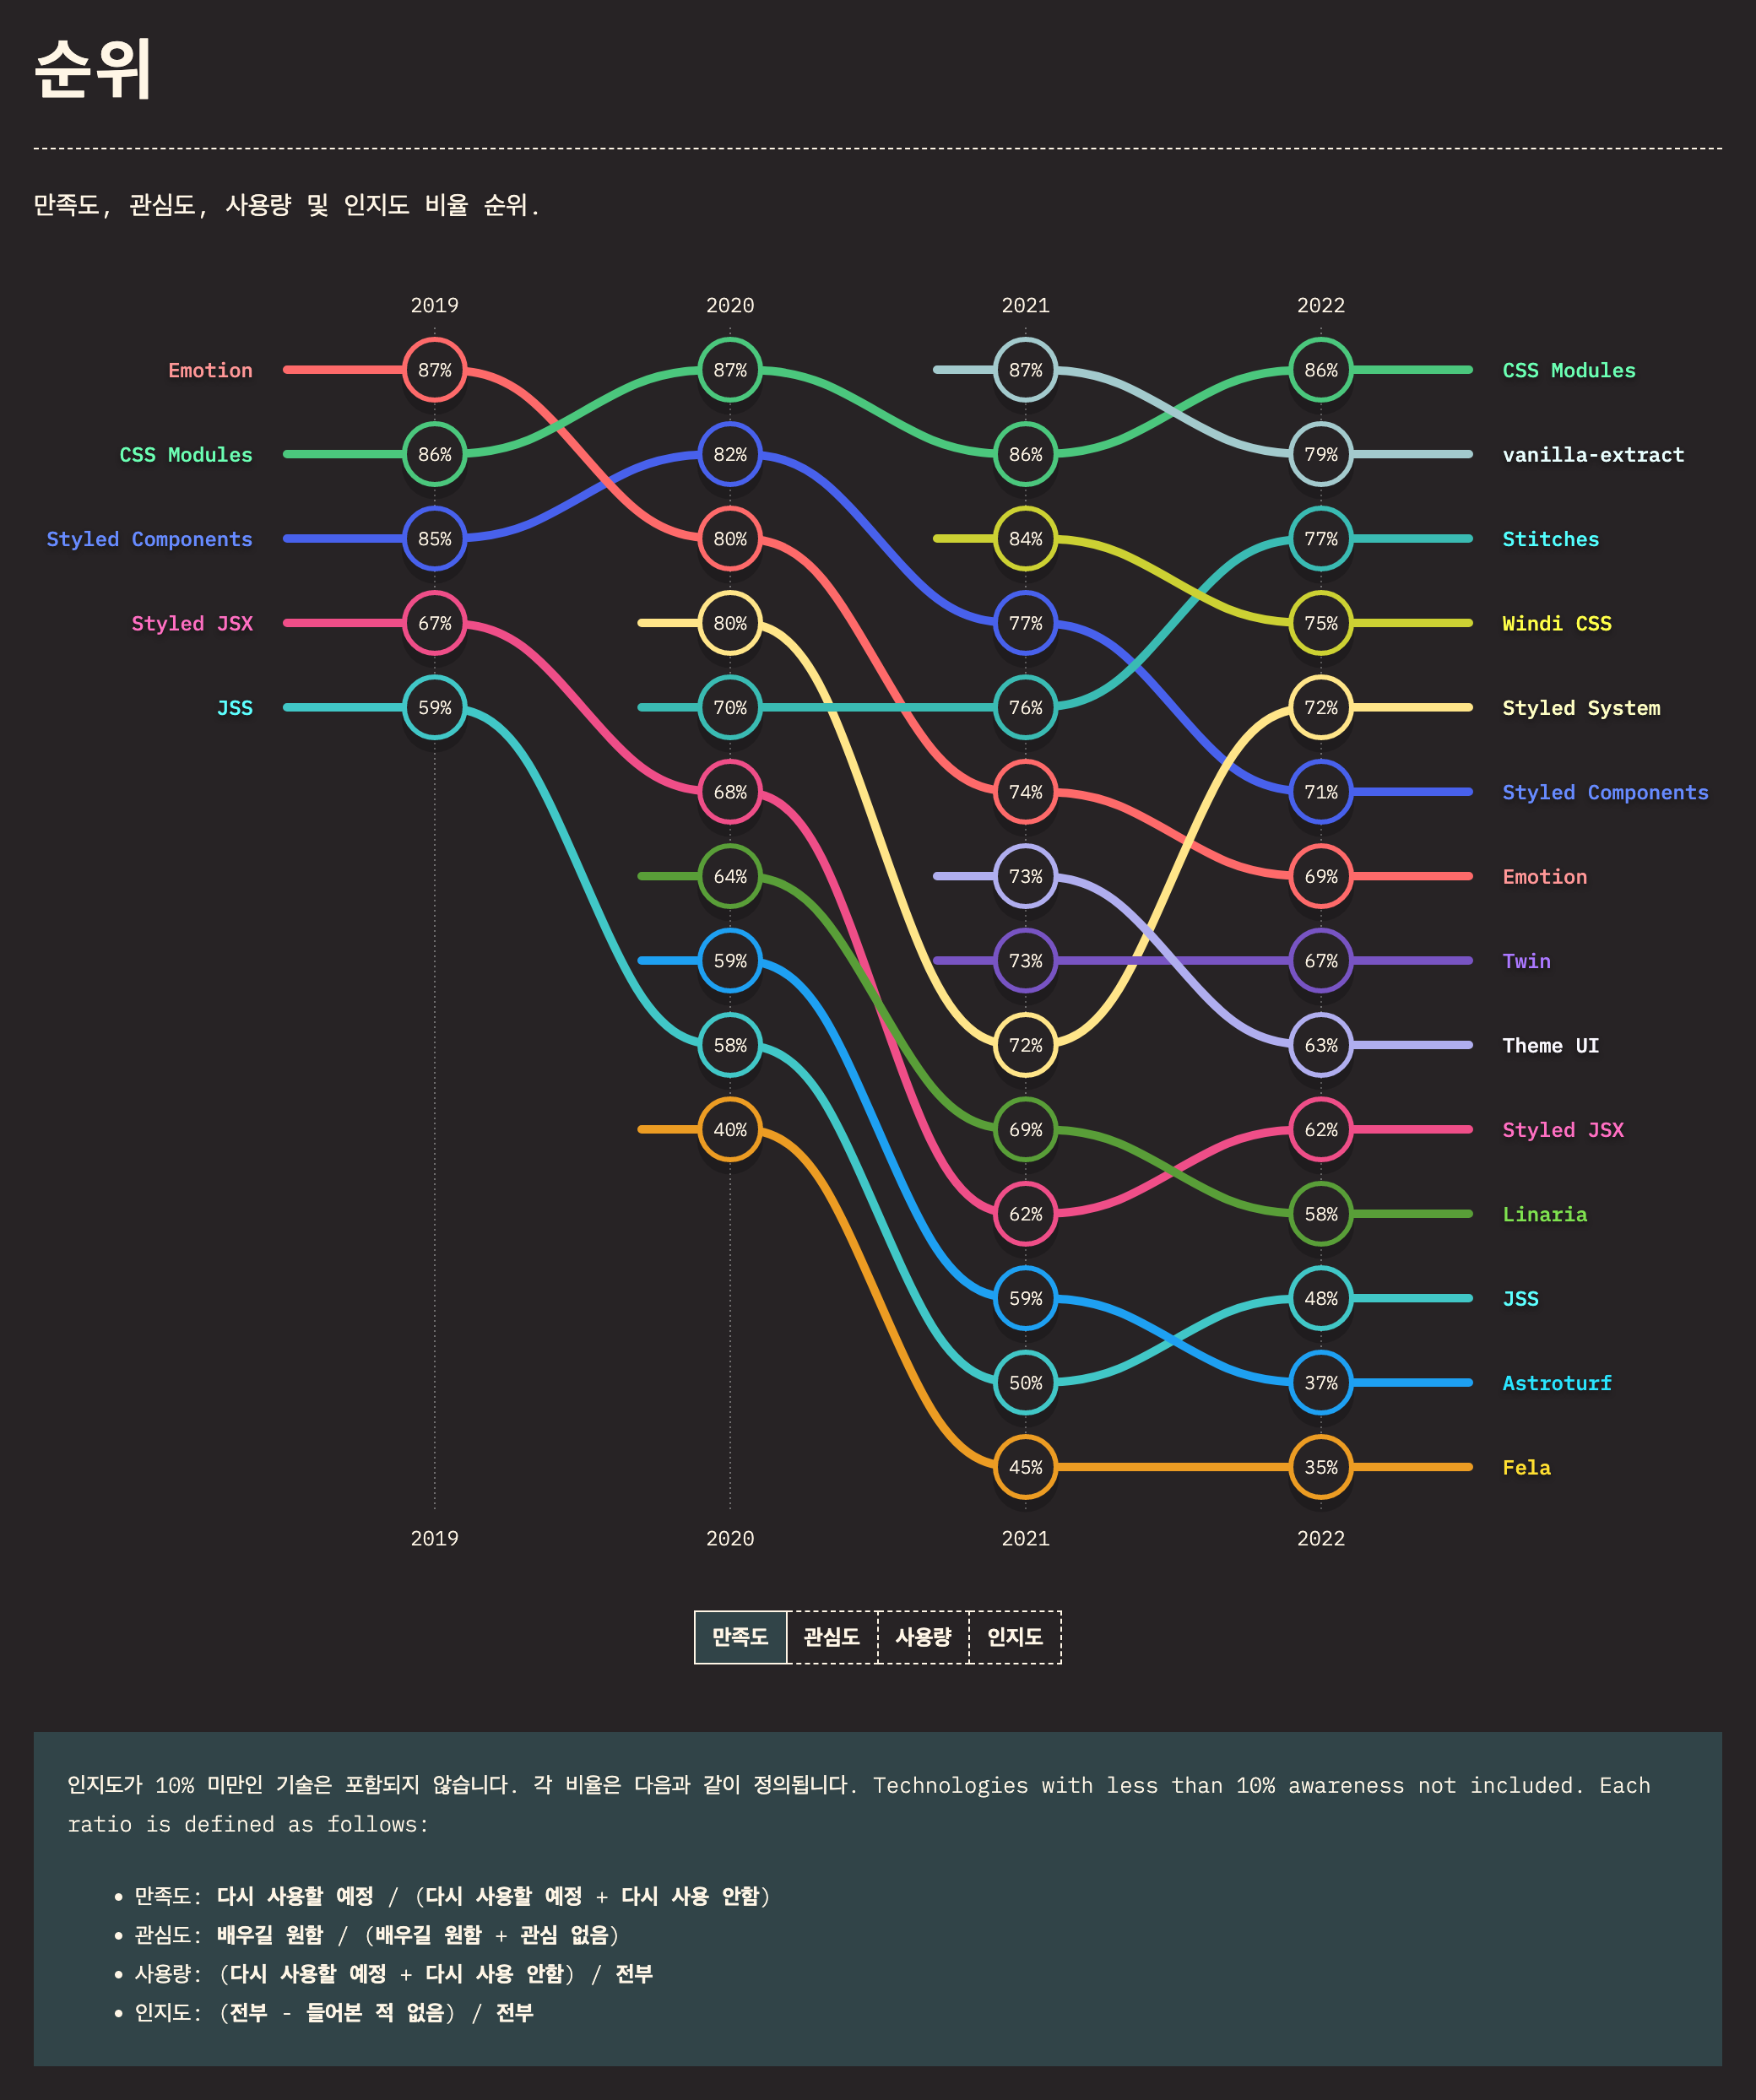 순위
만족도, 관심도, 사용량 및 인지도 비율 순위.
2019 2020 2021 2022
Emotion 87% 87% 87% 86% CSS Modules
CSS Modules 86% 82% 86% 79% vanilla-extract
Styled Components 85% 80% 84% 77% Stitches
Styled JSX 67% 80% 77% 75% Windi CSS
JSS 59% 70% 76% 72% Styled System
68% 74% 71% Styled Components
64% 73% 69% Emotion
59% 73% 67% Twin
58% 72% 63% Theme UI
40% 69% 62% Styled JSX
62% 58% Linaria
59% 48% JSS
50% 37% Astroturf
45% 35% Fela
2019 2020 2021 2022
만족도 관심도 사용량 인지도
인지도가 10% 미만인 기술은 포함되지 않습니다. 각 비율은 다음과 같이 정의됩니다. Technologies with less than 10% awareness not included. Each
ratio is defined as follows:
• 만족도: 다시 사용할 예정 / (다시 사용할 예정 + 다시 사용 안함)
• 관심도: 배우길 원함 / (배우길 원함 + 관심 없음)
• 사용량: (다시 사용할 예정 + 다시 사용 안함) / 전부
• 인지도: (전부 - 들어본 적 없음) / 전부